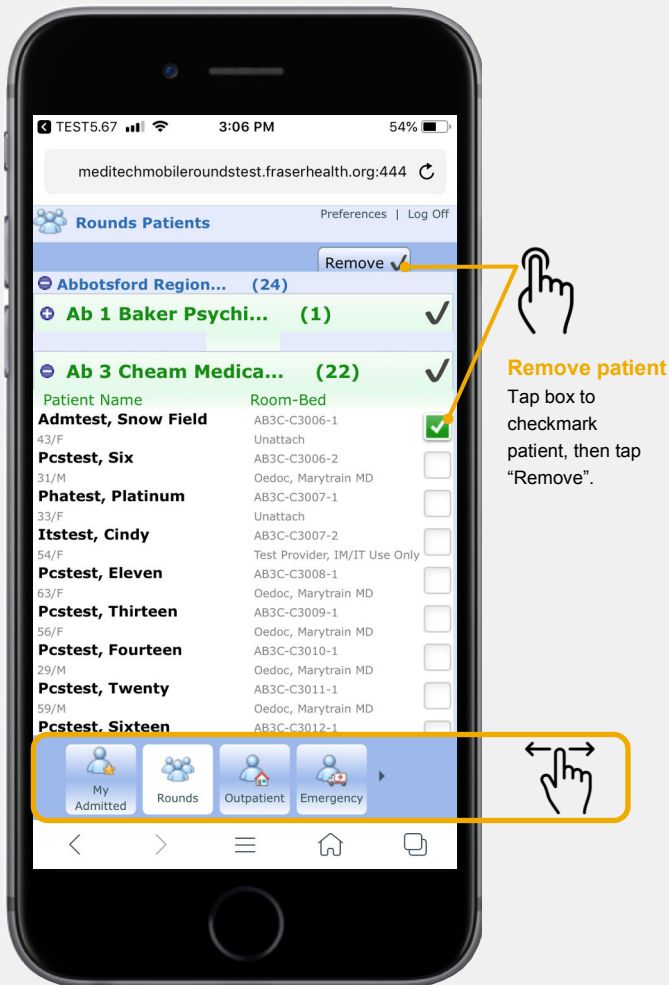 TEST5.67 3:06 PM 54%
meditechmobileroundstest.fraserhealth.org:444
Preferences | Log Off
Rounds Patients
Remove
Abbotsford Region... (24)
Ab 1 Baker Psychi... (1)
Ab 3 Cheam Medica... (22)
Patient Name Room-Bed
Admtest, Snow Field AB3C-C3006-1
43/F Unattach
Pcstest, Six AB3C-C3006-2
31/M Oedoc, Marytrain MD
Phatest, Platinum AB3C-C3007-1
33/F Unattach
Itstest, Cindy AB3C-C3007-2
54/F Test Provider, IM/IT Use Only
Pcstest, Eleven AB3C-C3008-1
63/F Oedoc, Marytrain MD
Pcstest, Thirteen AB3C-C3009-1
56/F Oedoc, Marytrain MD
Pcstest, Fourteen AB3C-C3010-1
29/M Oedoc, Marytrain MD
Pcstest, Twenty AB3C-C3011-1
59/M Oedoc, Marytrain MD
Pcstest, Sixteen AB3C-C3012-1
My
Admitted
Rounds
Outpatient
Emergency
Remove patient
Tap box to
checkmark
patient, then tap
“Remove”.